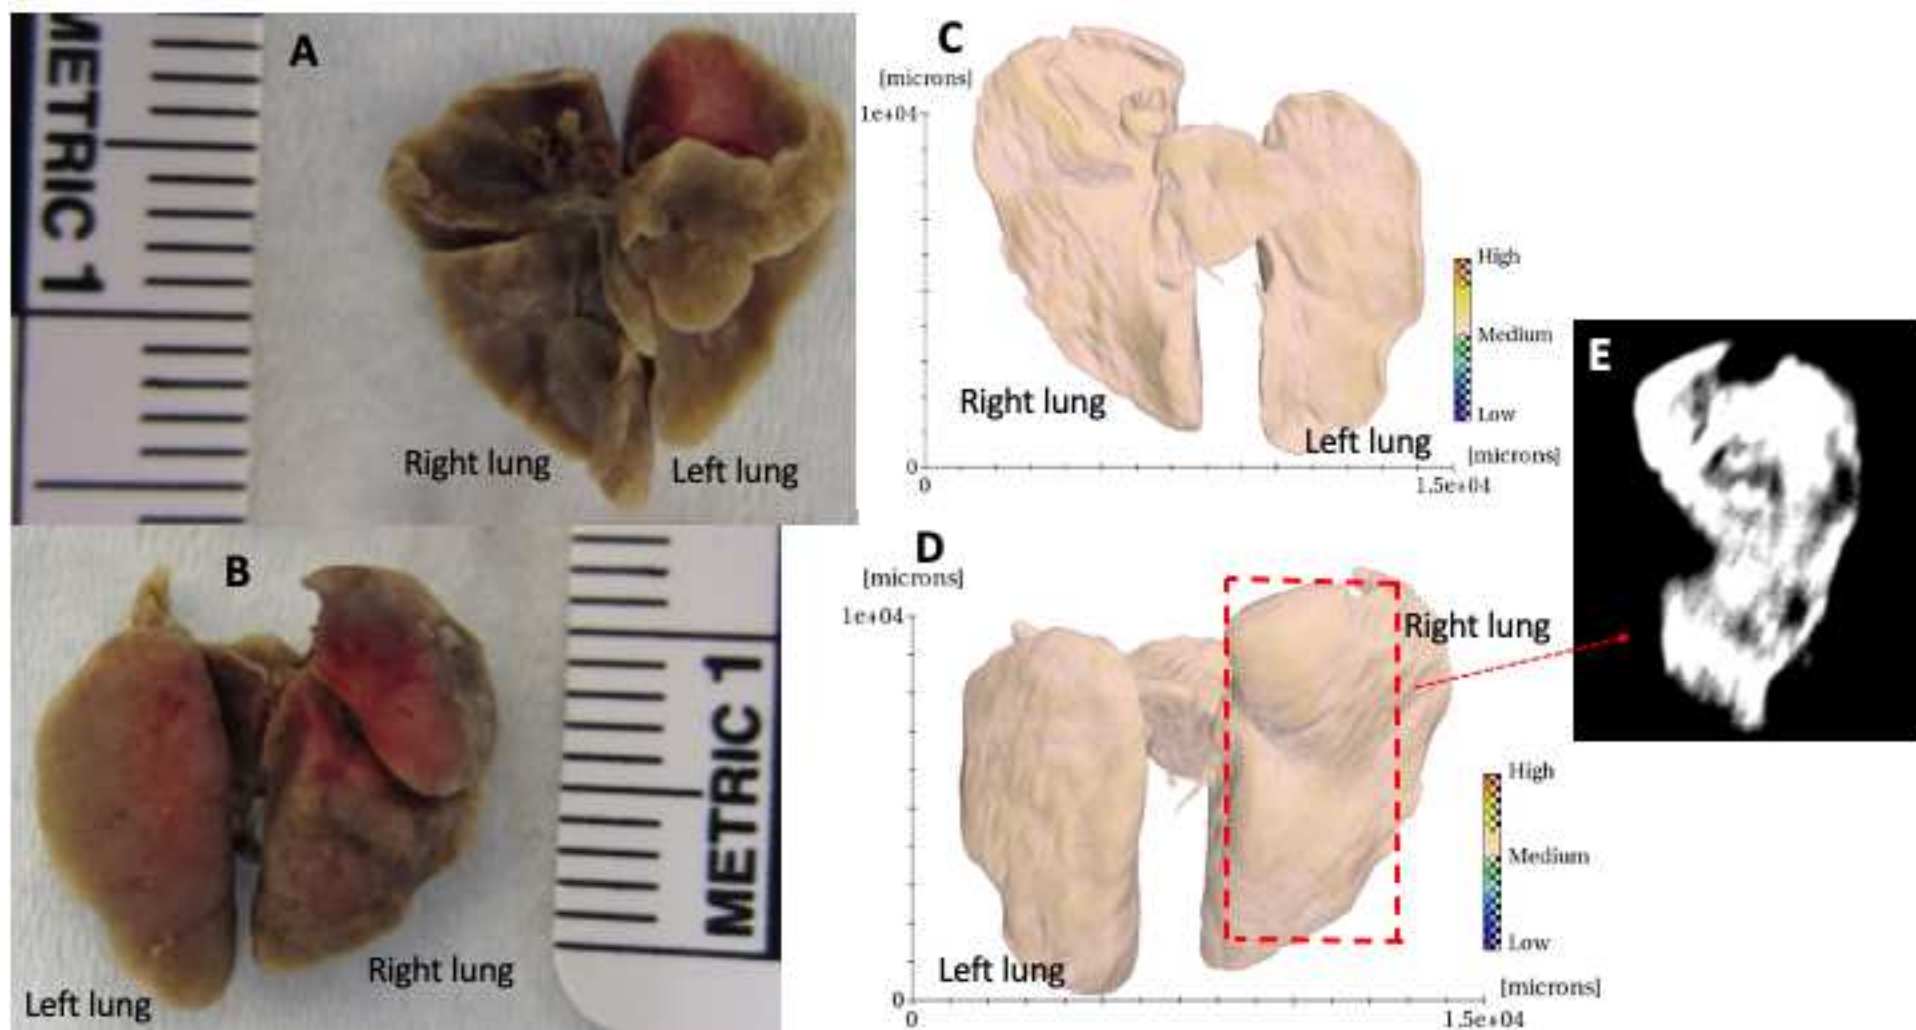 A
METRIC 1
Right lung
Left lung
B
METRIC 1
Left lung
Right lung
C
[microns]
1e+04
High
Medium
Low
Right lung
Left lung
0
[microns]
0
1.5e+04
D
[microns]
1e+04
Right lung
High
Medium
Low
Left lung
[microns]
0
0
1.5e+04
E